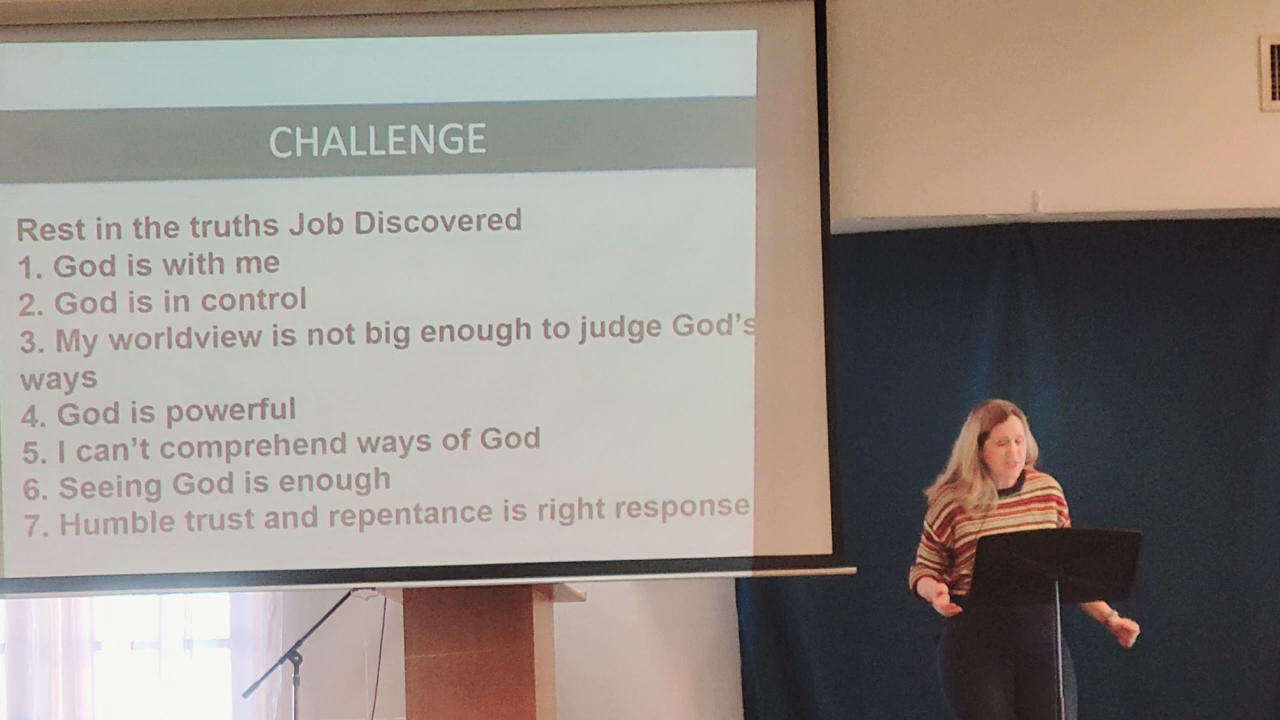 CHALLENGE
Rest in the truths Job Discovered
1. God is with me
2. God is in control
3. My worldview is not big enough to judge God's
ways
4. God is powerful
5. I can't comprehend ways of God
6. Seeing God is enough
7. Humble trust and repentance is right response